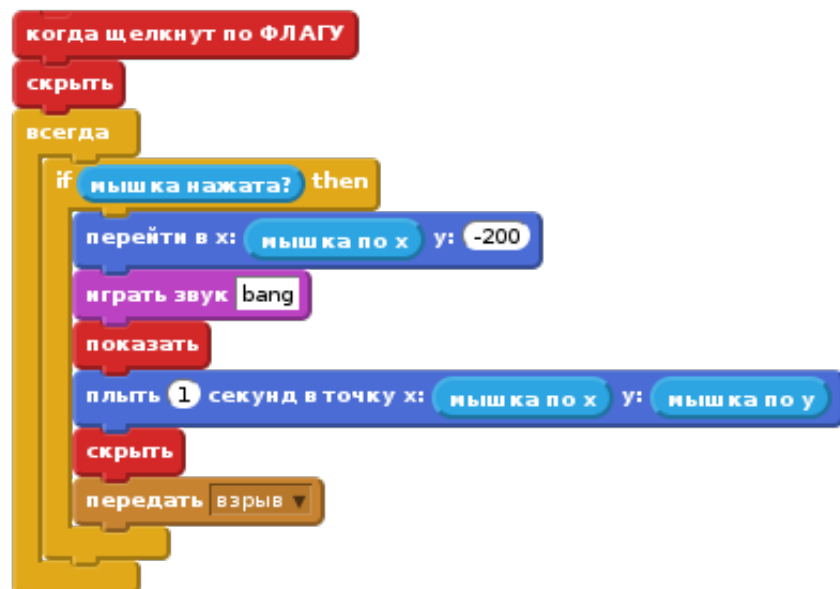 когда щелкнут по ФЛАГУ
скрыть
всегда
if мышка нажата? then
перейти в x: мышка по x y: -200
играть звук bang
показать
плыть 1 секунд в точку x: мышка по x y: мышка по y
скрыть
передать взрыв